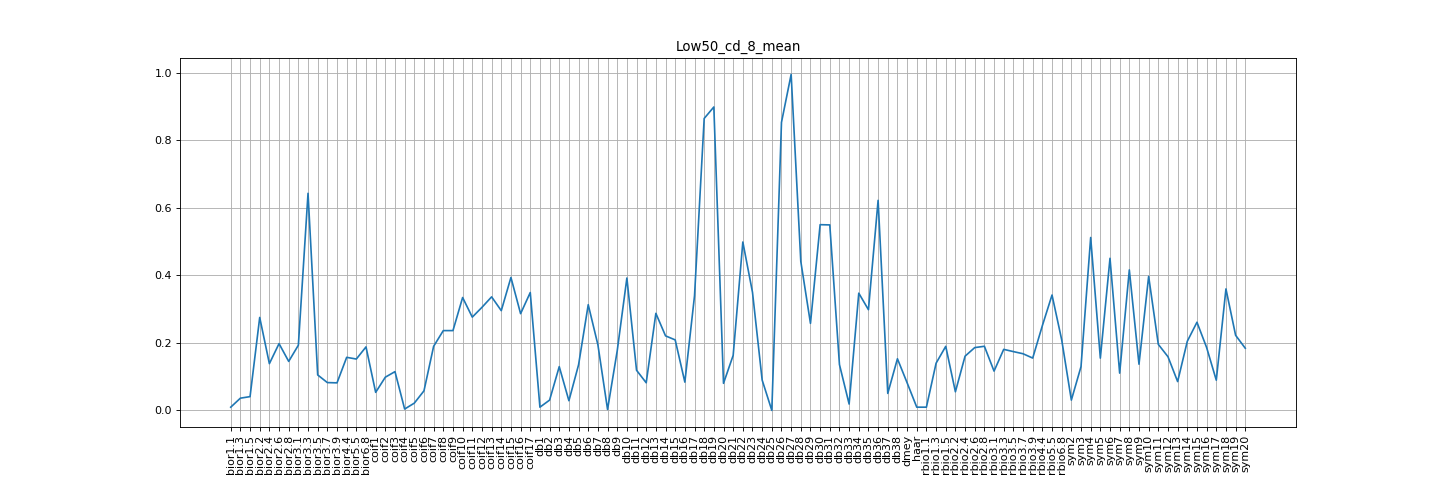 Low50_cd_8_mean
1.0
0.8
0.6
0.4
0.2
0.0
bior1.1
bior1.3
bior1.5
bior2.2
bior2.4
bior2.6
bior2.8
bior3.1
bior3.3
bior3.5
bior3.7
bior3.9
bior4.4
bior5.5
bior6.8
coif1
coif2
coif3
coif4
coif5
coif6
coif7
coif8
coif9
coif10
coif11
coif12
coif13
coif14
coif15
coif16
coif17
db1
db2
db3
db4
db5
db6
db7
db8
db9
db10
db11
db12
db13
db14
db15
db16
db17
db18
db19
db20
db21
db22
db23
db24
db25
db26
db27
db28
db29
db30
db31
db32
db33
db34
db35
db36
db37
db38
dmey
haar
rbio1.1
rbio1.3
rbio1.5
rbio2.2
rbio2.4
rbio2.6
rbio2.8
rbio3.1
rbio3.3
rbio3.5
rbio3.7
rbio3.9
rbio4.4
rbio5.5
rbio6.8
sym2
sym3
sym4
sym5
sym6
sym7
sym8
sym9
sym10
sym11
sym12
sym13
sym14
sym15
sym16
sym17
sym18
sym19
sym20